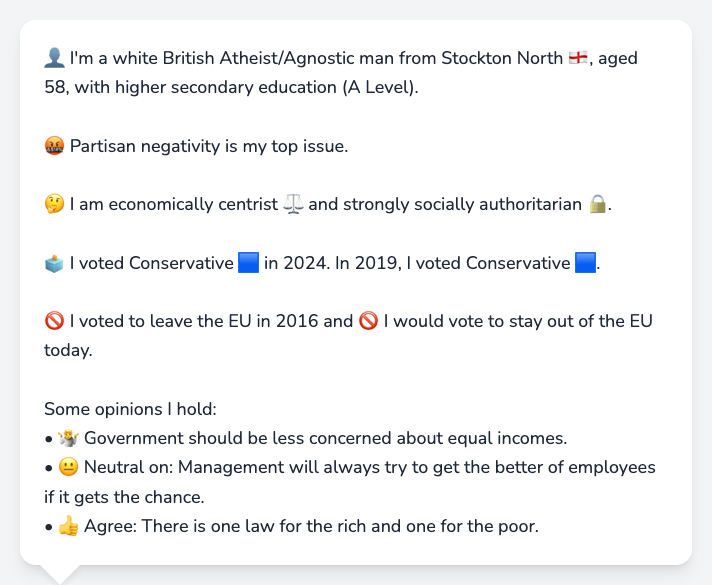 👤 I'm a white British Atheist/Agnostic man from Stockton North 🏴󠁧󠁢󠁥󠁮󠁧󠁿, aged
58, with higher secondary education (A Level).
🤬 Partisan negativity is my top issue.
🤔 I am economically centrist ⚖️ and strongly socially authoritarian 🔒.
🗳️ I voted Conservative 🟦 in 2024. In 2019, I voted Conservative 🟦.
🚫 I voted to leave the EU in 2016 and 🚫 I would vote to stay out of the EU
today.
Some opinions I hold:
• 🤷 Government should be less concerned about equal incomes.
• 😐 Neutral on: Management will always try to get the better of employees
if it gets the chance.
• 👍 Agree: There is one law for the rich and one for the poor.